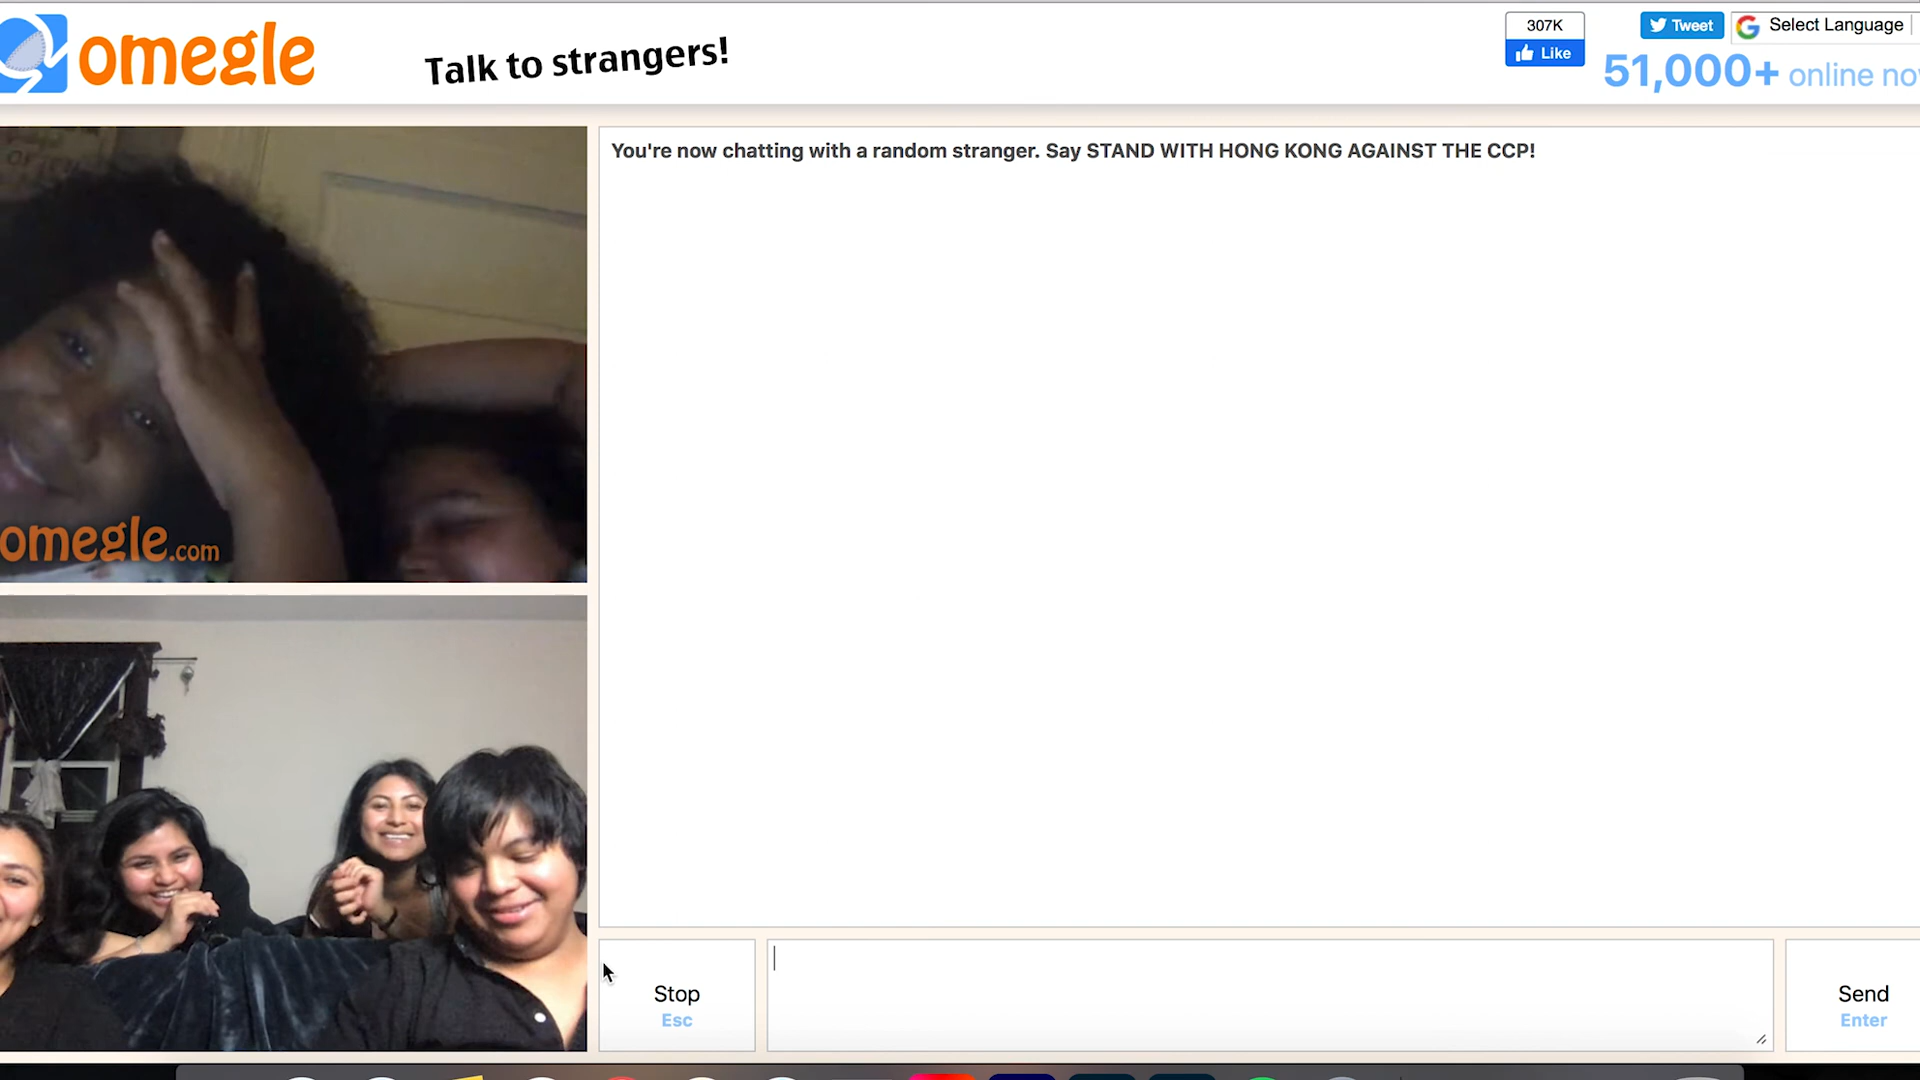 omegle
Talk to strangers!
307K
Like
Tweet
Select Language
51,000+ online no
You're now chatting with a random stranger. Say STAND WITH HONG KONG AGAINST THE CCP!
omegle.com
Stop
Esc
Send
Enter